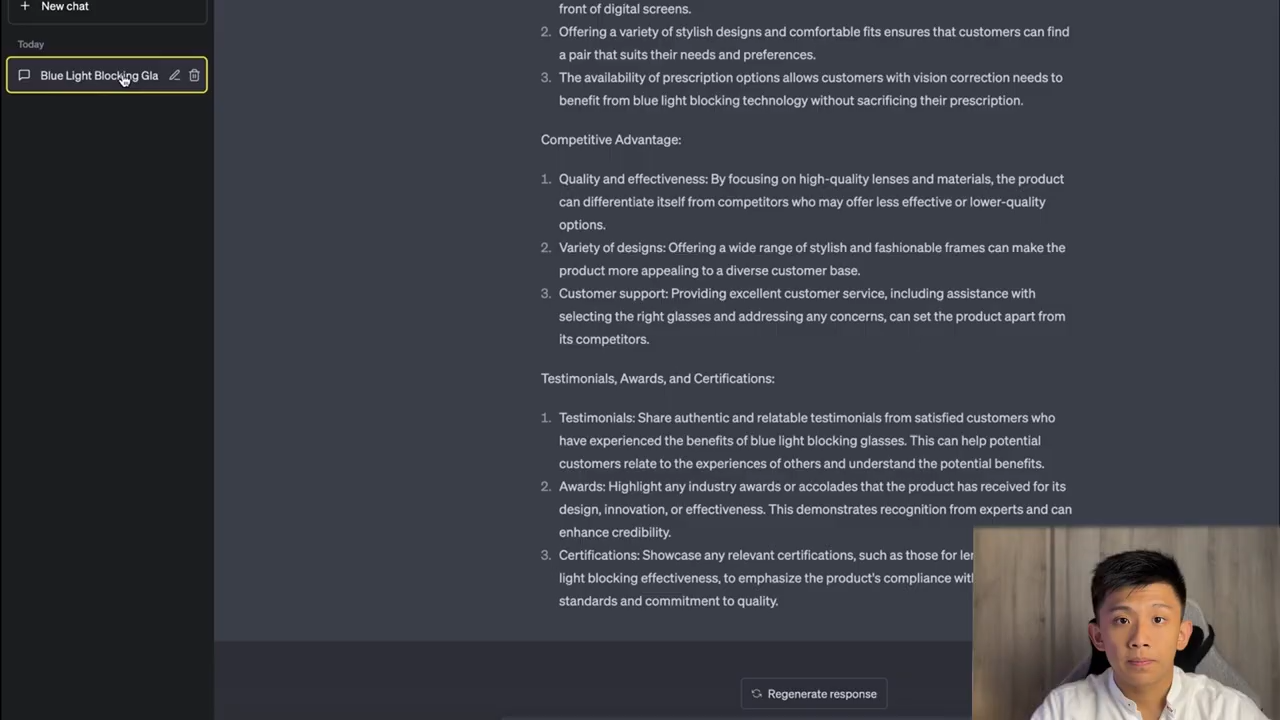 New chat
Today
Blue Light Blocking Gla
front of digital screens.
2. Offering a variety of stylish designs and comfortable fits ensures that customers can find
a pair that suits their needs and preferences.
3. The availability of prescription options allows customers with vision correction needs to
benefit from blue light blocking technology without sacrificing their prescription.
Competitive Advantage:
1. Quality and effectiveness: By focusing on high-quality lenses and materials, the product
can differentiate itself from competitors who may offer less effective or lower-quality
options.
2. Variety of designs: Offering a wide range of stylish and fashionable frames can make the
product more appealing to a diverse customer base.
3. Customer support: Providing excellent customer service, including assistance with
selecting the right glasses and addressing any concerns, can set the product apart from
its competitors.
Testimonials, Awards, and Certifications:
1. Testimonials: Share authentic and relatable testimonials from satisfied customers who
have experienced the benefits of blue light blocking glasses. This can help potential
customers relate to the experiences of others and understand the potential benefits.
2. Awards: Highlight any industry awards or accolades that the product has received for its
design, innovation, or effectiveness. This demonstrates recognition from experts and can
enhance credibility.
3. Certifications: Showcase any relevant certifications, such as those for le
light blocking effectiveness, to emphasize the product's compliance wit
standards and commitment to quality.
Regenerate response